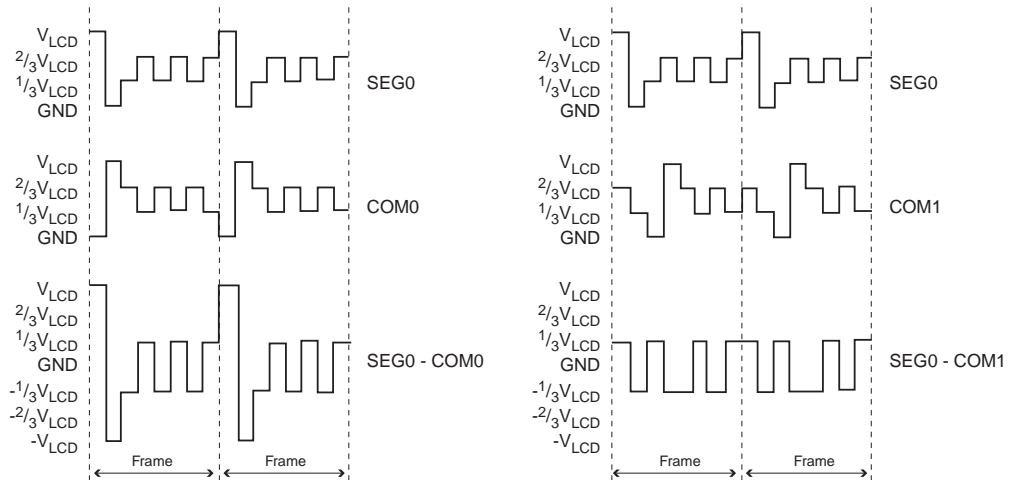 VLCD
2/3VLCD
1/3VLCD
GND
SEG0
VLCD
2/3VLCD
1/3VLCD
GND
COM0
VLCD
2/3VLCD
1/3VLCD
GND
-1/3VLCD
-2/3VLCD
-VLCD
SEG0 - COM0
Frame
Frame
VLCD
2/3VLCD
1/3VLCD
GND
SEG0
VLCD
2/3VLCD
1/3VLCD
GND
COM1
VLCD
2/3VLCD
1/3VLCD
GND
-1/3VLCD
-2/3VLCD
-VLCD
SEG0 - COM1
Frame
Frame